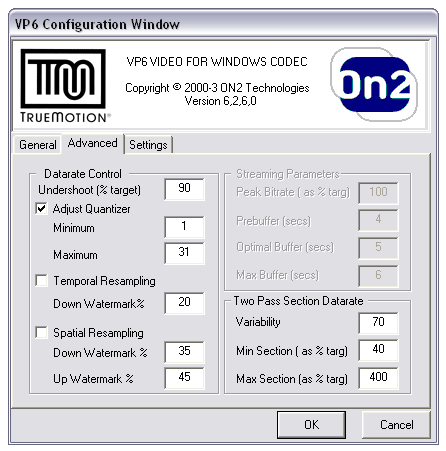 VP6 Configuration Window
TM
TRUEMOTION®
VP6 VIDEO FOR WINDOWS CODEC
Copyright © 2000-3 ON2 Technologies
Version 6,2,6,0
On2
General
Advanced
Settings
Datarate Control
Undershoot (% target) 90
Adjust Quantizer
Minimum 1
Maximum 31
Temporal Resampling
Down Watermark% 20
Spatial Resampling
Down Watermark % 35
Up Watermark % 45
Streaming Parameters
Peak Bitrate ( as % targ) 100
Prebuffer (secs) 4
Optimal Buffer (secs) 5
Max Buffer (secs) 6
Two Pass Section Datarate
Variability 70
Min Section ( as % targ) 40
Max Section (as % targ) 400
OK
Cancel